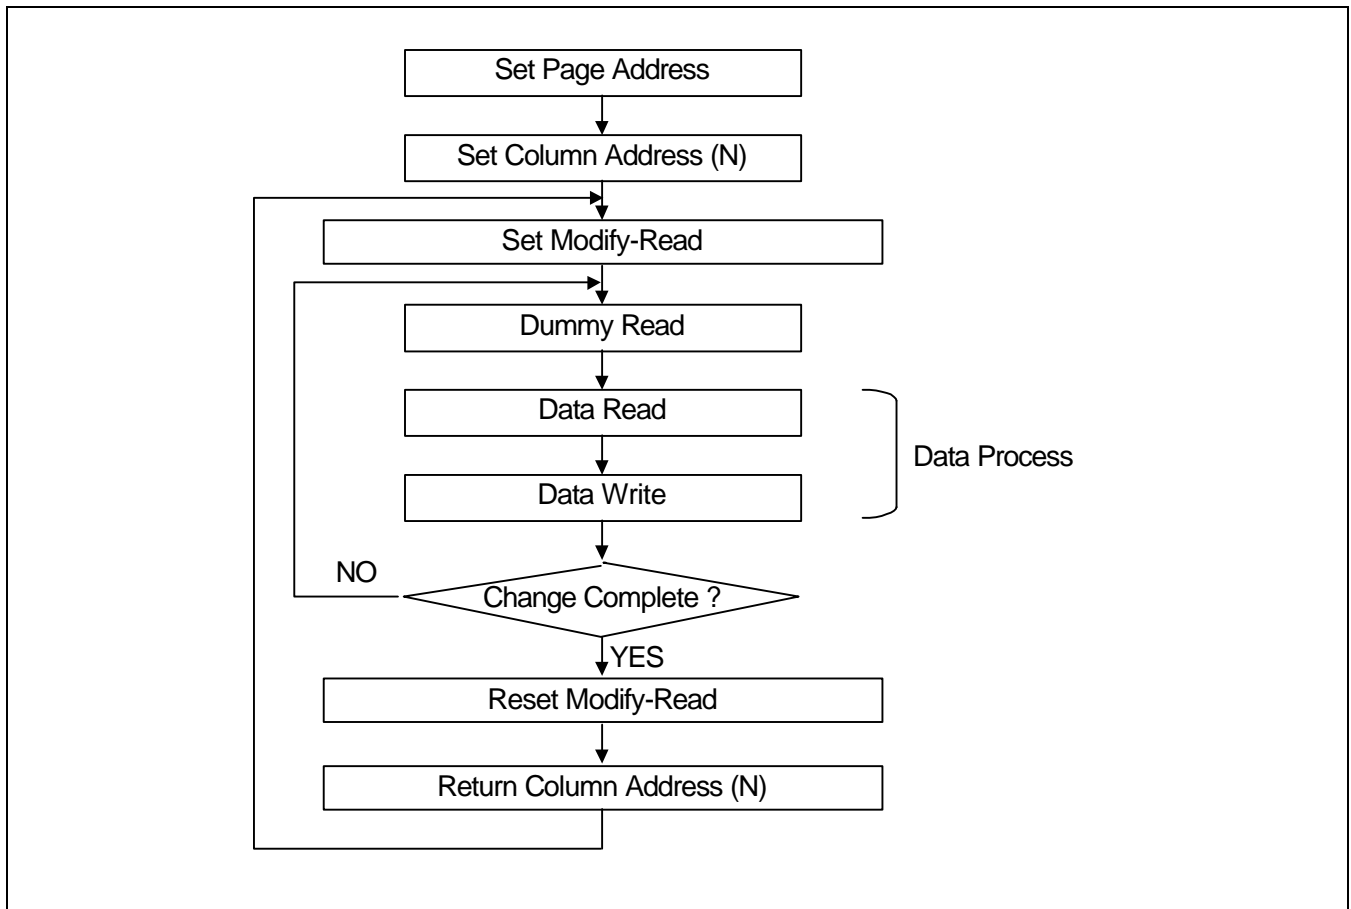 Set Page Address
Set Column Address (N)
Set Modify-Read
Dummy Read
Data Read
Data Process
Data Write
NO
Change Complete ?
YES
Reset Modify-Read
Return Column Address (N)